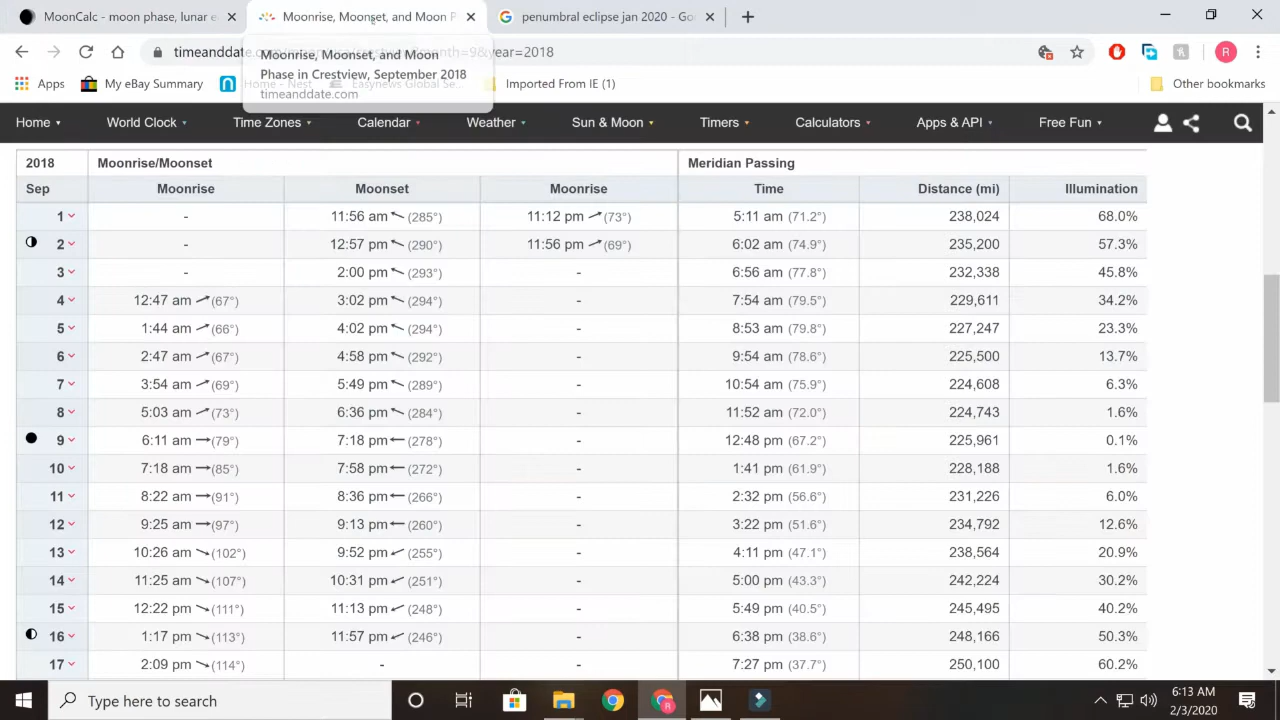 MoonCalc - moon phase, lunar e
Moonrise, Moonset, and Moon P
penumbral eclipse jan 2020 - Go
timeanddate.
year=2018
Moonrise, Moonset, and Moon
Phase in Crestview, September 2018
timeanddate.com
Apps My eBay Summary Home - Nest Easynews Global Se... Imported From IE (1) Other bookmarks
Home World Clock Time Zones Calendar Weather Sun & Moon Timers Calculators Apps & API Free Fun
2018 Moonrise/Moonset Meridian Passing
Sep Moonrise Moonset Moonrise Time Distance (mi) Illumination
1 - 11:56 am (285°) 11:12 pm (73°) 5:11 am (71.2°) 238,024 68.0%
2 - 12:57 pm (290°) 11:56 pm (69°) 6:02 am (74.9°) 235,200 57.3%
3 - 2:00 pm (293°) - 6:56 am (77.8°) 232,338 45.8%
4 12:47 am (67°) 3:02 pm (294°) - 7:54 am (79.5°) 229,611 34.2%
5 1:44 am (66°) 4:02 pm (294°) - 8:53 am (79.8°) 227,247 23.3%
6 2:47 am (67°) 4:58 pm (292°) - 9:54 am (78.6°) 225,500 13.7%
7 3:54 am (69°) 5:49 pm (289°) - 10:54 am (75.9°) 224,608 6.3%
8 5:03 am (73°) 6:36 pm (284°) - 11:52 am (72.0°) 224,743 1.6%
9 6:11 am (79°) 7:18 pm (278°) - 12:48 pm (67.2°) 225,961 0.1%
10 7:18 am (85°) 7:58 pm (272°) - 1:41 pm (61.9°) 228,188 1.6%
11 8:22 am (91°) 8:36 pm (266°) - 2:32 pm (56.6°) 231,226 6.0%
12 9:25 am (97°) 9:13 pm (260°) - 3:22 pm (51.6°) 234,792 12.6%
13 10:26 am (102°) 9:52 pm (255°) - 4:11 pm (47.1°) 238,564 20.9%
14 11:25 am (107°) 10:31 pm (251°) - 5:00 pm (43.3°) 242,224 30.2%
15 12:22 pm (111°) 11:13 pm (248°) - 5:49 pm (40.5°) 245,495 40.2%
16 1:17 pm (113°) 11:57 pm (246°) - 6:38 pm (38.6°) 248,166 50.3%
17 2:09 pm (114°) - - 7:27 pm (37.7°) 250,100 60.2%
Type here to search
6:13 AM
2/3/2020